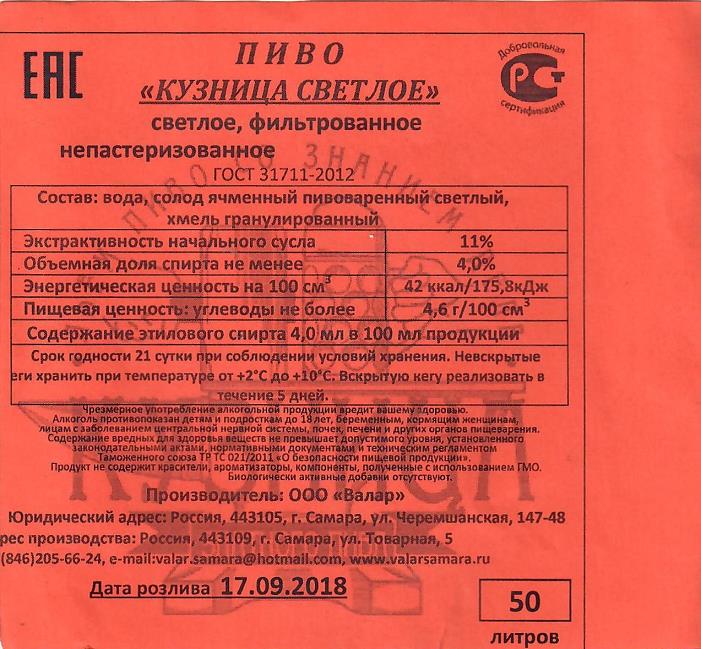 EAC
ПИВО
«КУЗНИЦА СВЕТЛОЕ»
Добровольная
РСТ
сертификация
светлое, фильтрованное
непастеризованное
ГОСТ 31711-2012
Состав: вода, солод ячменный пивоваренный светлый,
хмель гранулированный
Экстрактивность начального сусла 11%
Объемная доля спирта не менее 4,0%
Энергетическая ценность на 100 см³ 42 ккал/175,8кДж
Пищевая ценность: углеводы не более 4,6 г/100 см³
Содержание этилового спирта 4,0 мл в 100 мл продукции
Срок годности 21 сутки при соблюдении условий хранения. Невскрытые
еги хранить при температуре от +2°С до +10°С. Вскрытую кегу реализовать в
течение 5 дней.
Чрезмерное употребление алкогольной продукции вредит вашему здоровью.
Алкоголь противопоказан детям и подросткам до 18 лет, беременным, кормящим женщинам,
лицам с заболеванием центральной нервной системы, почек, печени и других органов пищеварения.
Содержание вредных для здоровья веществ не превышает допустимого уровня, установленного
законодательными актами, нормативными документами и техническим регламентом
Таможенного союза ТР ТС 021/2011 «О безопасности пищевой продукции».
Продукт не содержит красители, ароматизаторы, компоненты, полученные с использованием ГМО.
Биологически активные добавки отсутствуют.
Производитель: ООО «Валар»
Юридический адрес: Россия, 443105, г. Самара, ул. Черемшанская, 147-48
рес производства: Россия, 443109, г. Самара, ул. Товарная, 5
(846)205-66-24, e-mail:valar.samara@hotmail.com, www.valarsamara.ru
Дата розлива 17.09.2018
50
литров
ПИВО СО ЗНАНИЕМ
КУЗНИЦА